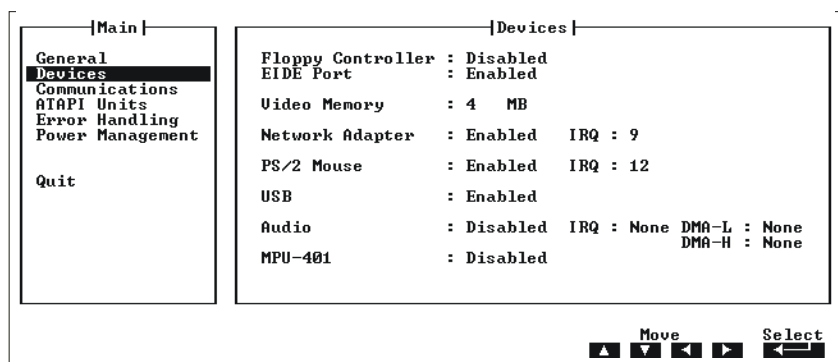 Main
General
Devices
Communications
ATAPI Units
Error Handling
Power Management
Quit
Devices
Floppy Controller : Disabled
EIDE Port : Enabled
Video Memory : 4 MB
Network Adapter : Enabled IRQ : 9
PS/2 Mouse : Enabled IRQ : 12
USB : Enabled
Audio : Disabled IRQ : None DMA-L : None
DMA-H : None
MPU-401 : Disabled
Move Select